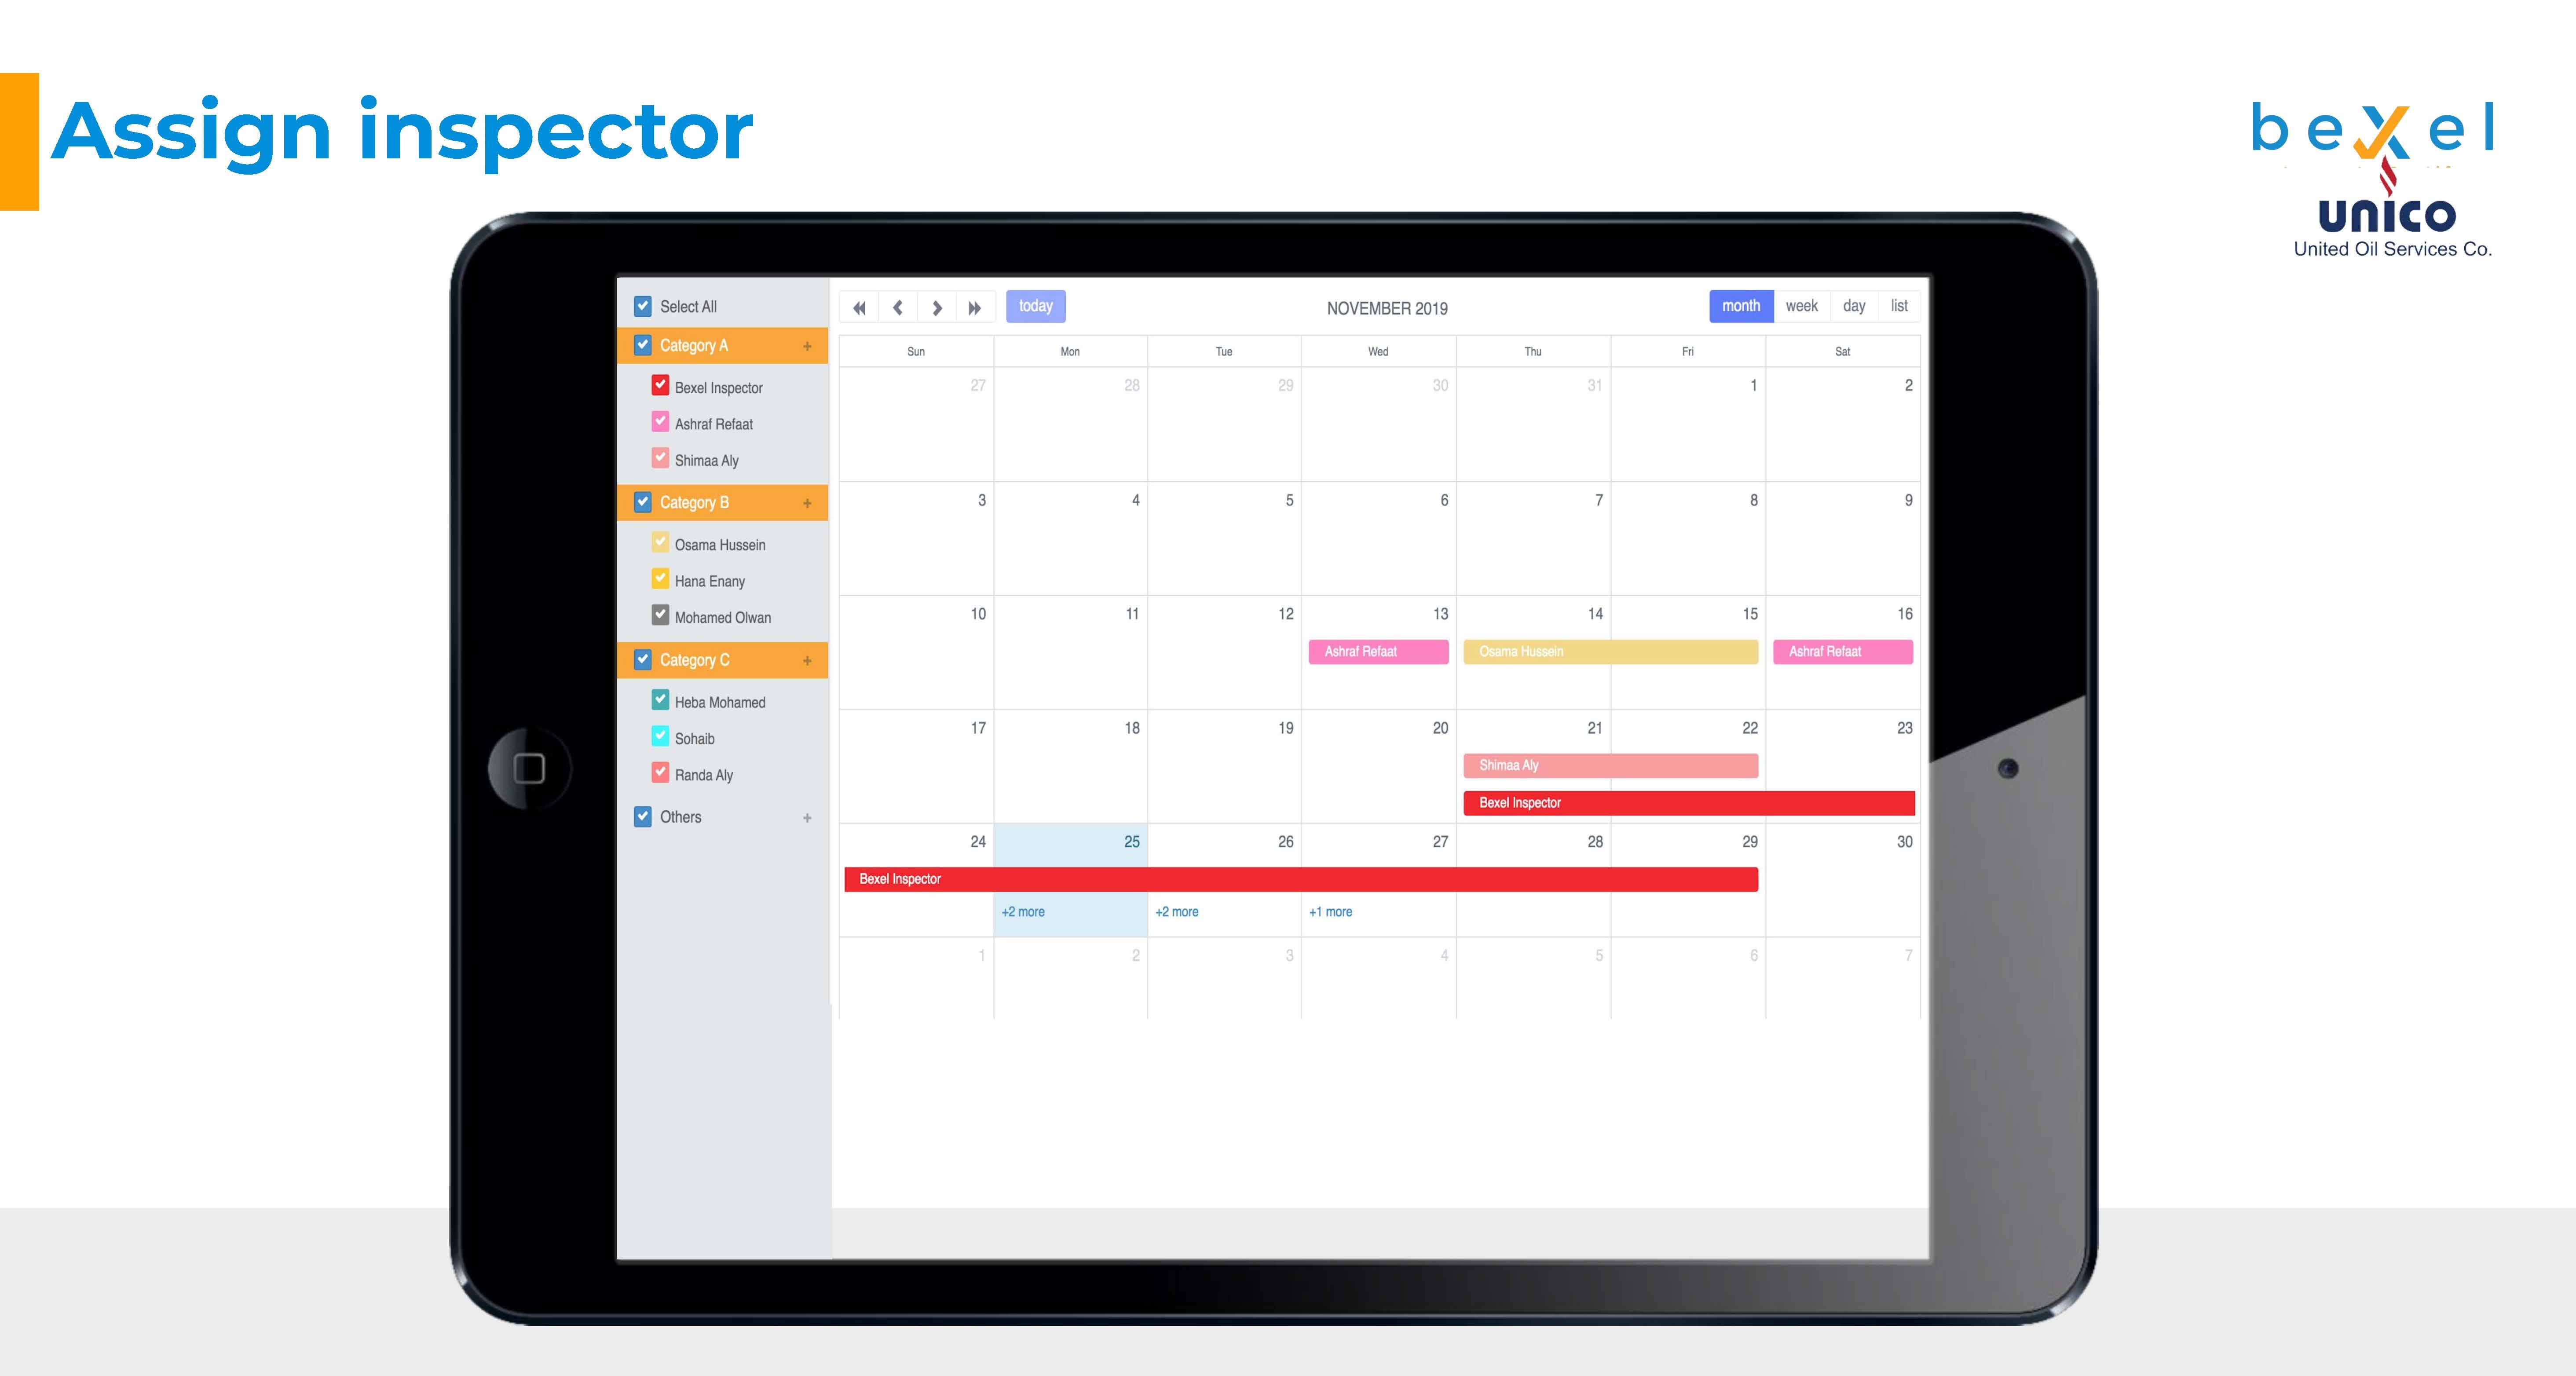 Assign inspector
bexel
unico
United Oil Services Co.
Select All
Category A +
Bexel Inspector
Ashraf Refaat
Shimaa Aly
Category B +
Osama Hussein
Hana Enany
Mohamed Olwan
Category C +
Heba Mohamed
Sohaib
Randa Aly
Others +
today NOVEMBER 2019 month week day list
Sun Mon Tue Wed Thu Fri Sat
27 28 29 30 31 1 2
3 4 5 6 7 8 9
10 11 12 13 14 15 16
Ashraf Refaat Osama Hussein Ashraf Refaat
17 18 19 20 21 22 23
Shimaa Aly
Bexel Inspector
24 25 26 27 28 29 30
Bexel Inspector
+2 more +2 more +1 more
1 2 3 4 5 6 7